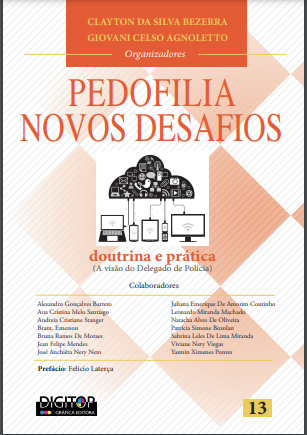 CLAYTON DA SILVA BEZERRA
GIOVANI CELSO AGNOLETTO
Organizadores
PEDOFILIA
NOVOS DESAFIOS
doutrina e prática
(A visão do Delegado de Polícia)
Colaboradores
Alesandro Gonçalves Barreto
Ana Cristina Melo Santiago
Andreia Cristiane Stanger
Brant, Emerson
Bruna Ramos De Moraes
Jean Felipe Mendes
José Anchiêta Nery Neto
Juliana Emerique De Amorim Coutinho
Leonardo Miranda Machado
Natacha Alves De Oliveira
Patrícia Simone Bozolan
Sabrina Leles De Lima Miranda
Viviane Nery Viegas
Yasmin Ximenes Pontes
Prefácio: Felício Laterça
DIGITOP
GRÁFICA EDITORA
13